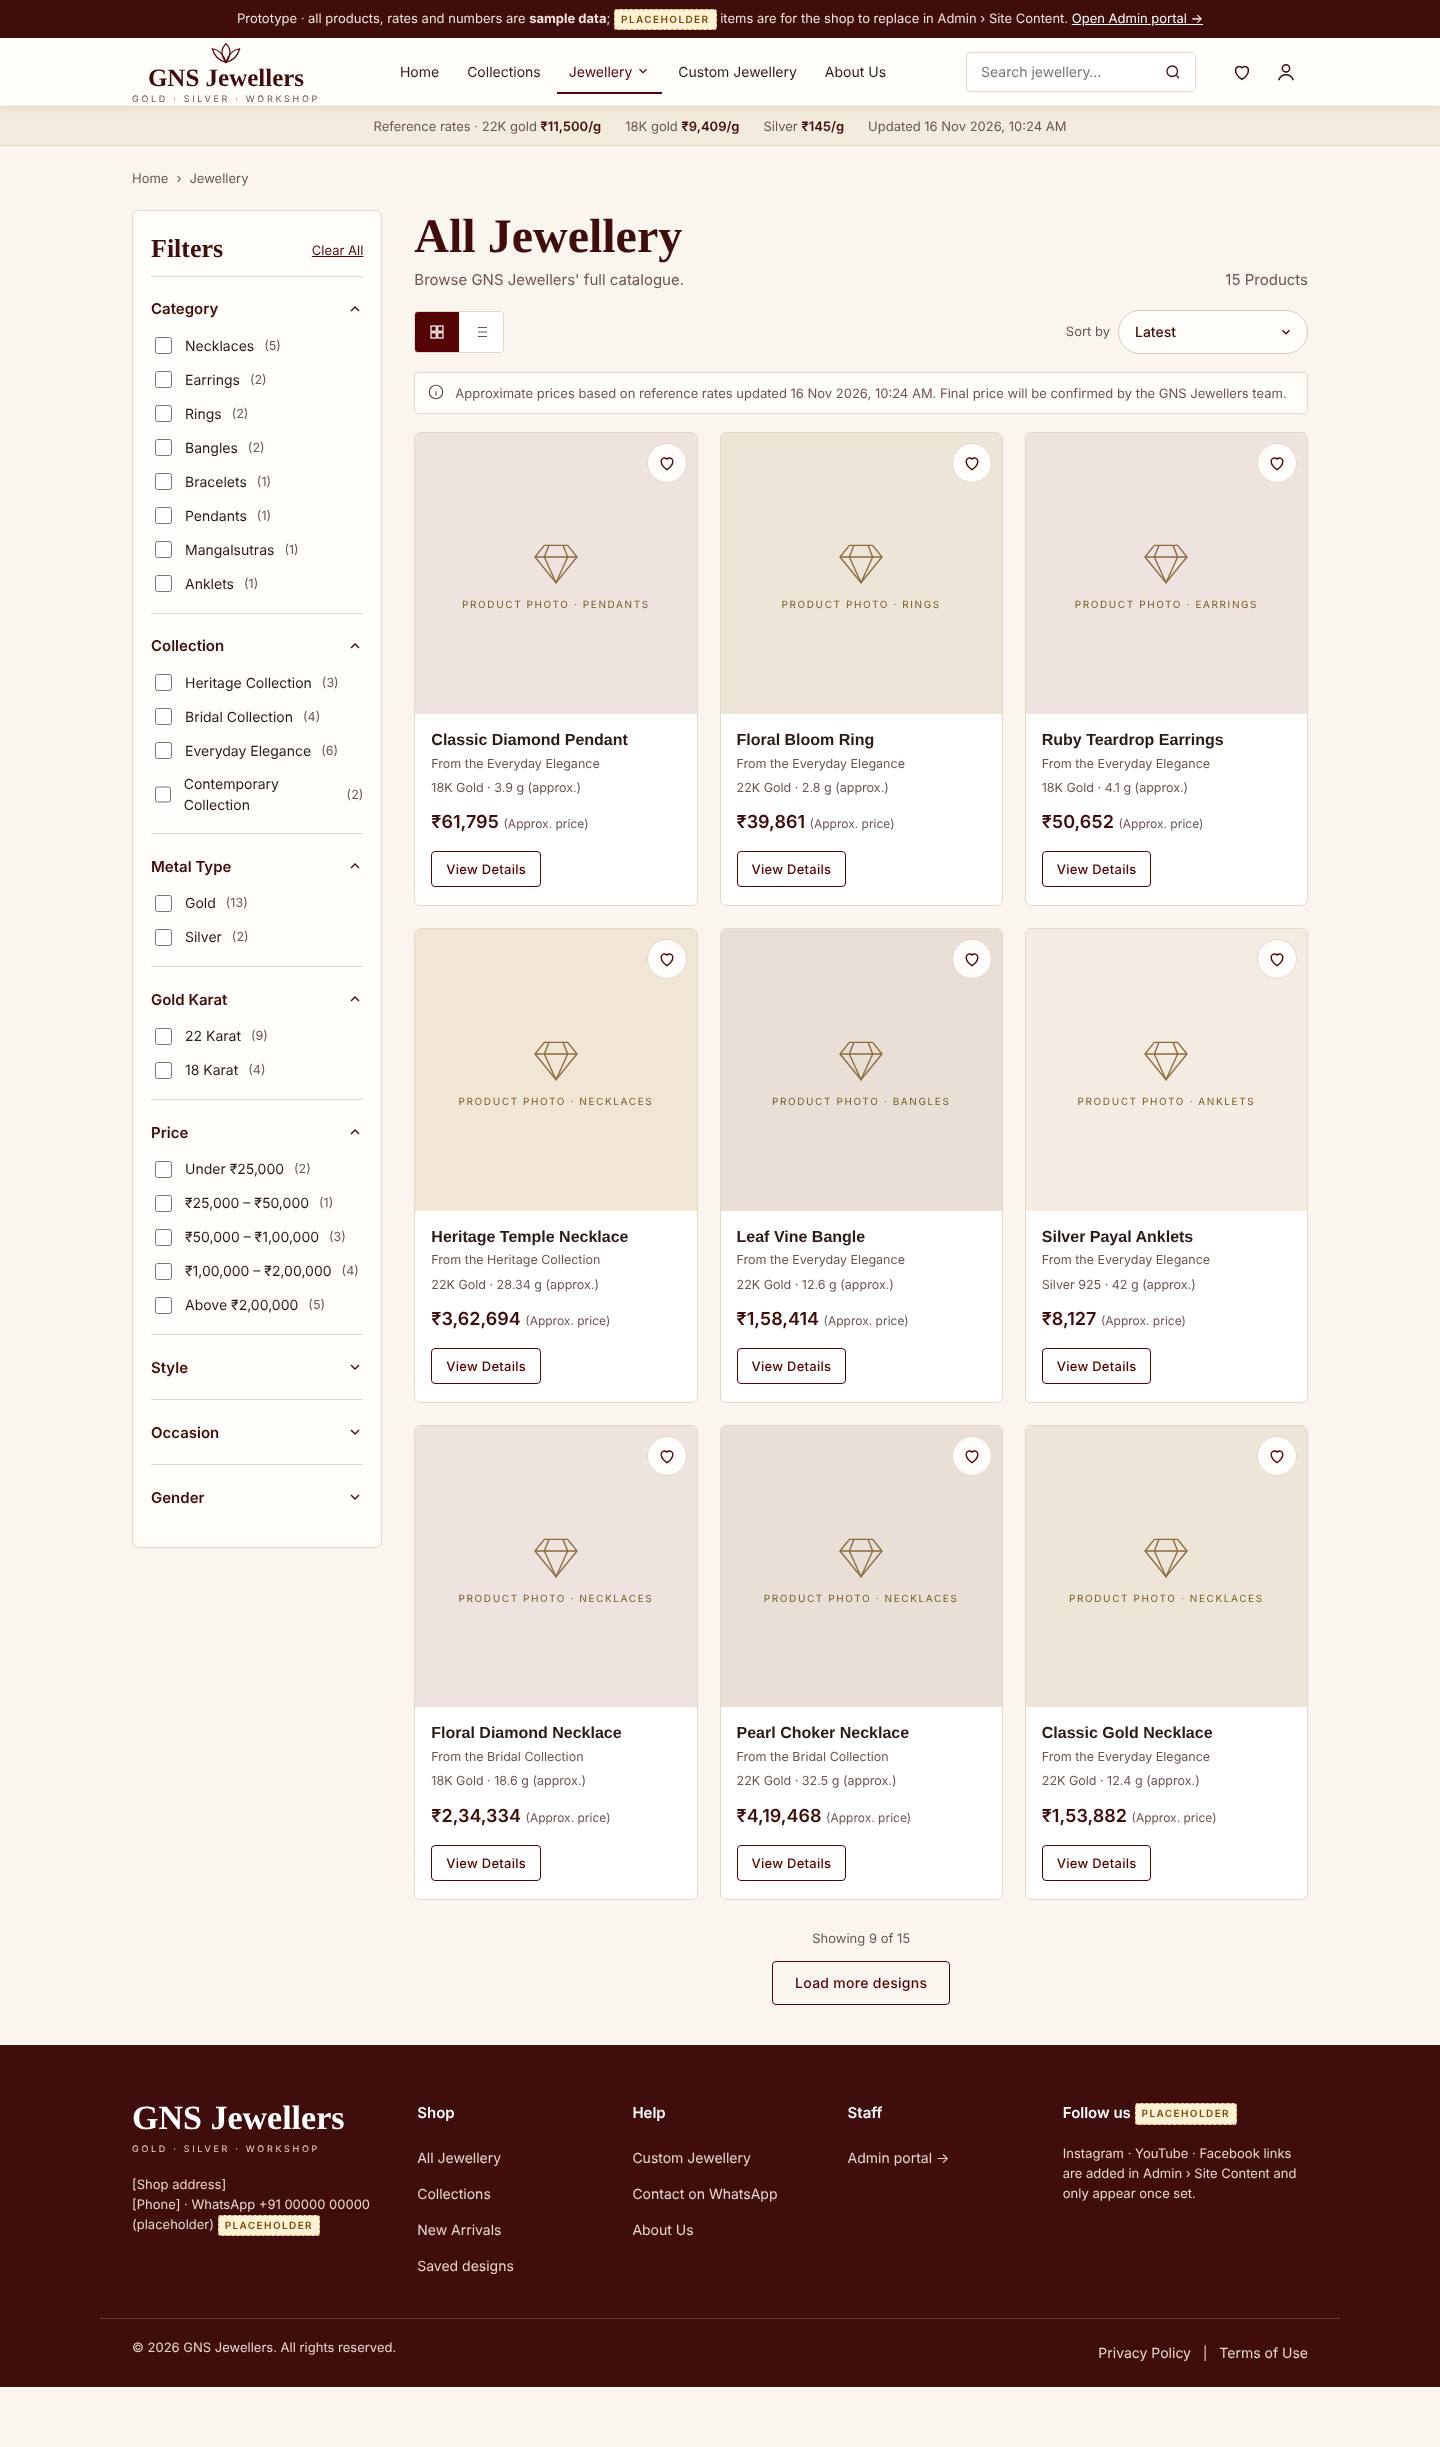 Prototype · all products, rates and numbers are sample data; PLACEHOLDER items are for the shop to replace in Admin › Site Content. Open Admin portal →
GNS Jewellers
GOLD · SILVER · WORKSHOP
Home
Collections
Jewellery
Custom Jewellery
About Us
Search jewellery...
Reference rates · 22K gold ₹11,500/g 18K gold ₹9,409/g Silver ₹145/g Updated 16 Nov 2026, 10:24 AM
Home › Jewellery
Filters
Clear All
Category
Necklaces (5)
Earrings (2)
Rings (2)
Bangles (2)
Bracelets (1)
Pendants (1)
Mangalsutras (1)
Anklets (1)
Collection
Heritage Collection (3)
Bridal Collection (4)
Everyday Elegance (6)
Contemporary
Collection (2)
Metal Type
Gold (13)
Silver (2)
Gold Karat
22 Karat (9)
18 Karat (4)
Price
Under ₹25,000 (2)
₹25,000 – ₹50,000 (1)
₹50,000 – ₹1,00,000 (3)
₹1,00,000 – ₹2,00,000 (4)
Above ₹2,00,000 (5)
Style
Occasion
Gender
All Jewellery
Browse GNS Jewellers' full catalogue.
15 Products
Sort by
Latest
Approximate prices based on reference rates updated 16 Nov 2026, 10:24 AM. Final price will be confirmed by the GNS Jewellers team.
PRODUCT PHOTO · PENDANTS
Classic Diamond Pendant
From the Everyday Elegance
18K Gold · 3.9 g (approx.)
₹61,795 (Approx. price)
View Details
PRODUCT PHOTO · RINGS
Floral Bloom Ring
From the Everyday Elegance
22K Gold · 2.8 g (approx.)
₹39,861 (Approx. price)
View Details
PRODUCT PHOTO · EARRINGS
Ruby Teardrop Earrings
From the Everyday Elegance
18K Gold · 4.1 g (approx.)
₹50,652 (Approx. price)
View Details
PRODUCT PHOTO · NECKLACES
Heritage Temple Necklace
From the Heritage Collection
22K Gold · 28.34 g (approx.)
₹3,62,694 (Approx. price)
View Details
PRODUCT PHOTO · BANGLES
Leaf Vine Bangle
From the Everyday Elegance
22K Gold · 12.6 g (approx.)
₹1,58,414 (Approx. price)
View Details
PRODUCT PHOTO · ANKLETS
Silver Payal Anklets
From the Everyday Elegance
Silver 925 · 42 g (approx.)
₹8,127 (Approx. price)
View Details
PRODUCT PHOTO · NECKLACES
Floral Diamond Necklace
From the Bridal Collection
18K Gold · 18.6 g (approx.)
₹2,34,334 (Approx. price)
View Details
PRODUCT PHOTO · NECKLACES
Pearl Choker Necklace
From the Bridal Collection
22K Gold · 32.5 g (approx.)
₹4,19,468 (Approx. price)
View Details
PRODUCT PHOTO · NECKLACES
Classic Gold Necklace
From the Everyday Elegance
22K Gold · 12.4 g (approx.)
₹1,53,882 (Approx. price)
View Details
Showing 9 of 15
Load more designs
GNS Jewellers
GOLD · SILVER · WORKSHOP
[Shop address]
[Phone] · WhatsApp +91 00000 00000
(placeholder) PLACEHOLDER
Shop
All Jewellery
Collections
New Arrivals
Saved designs
Help
Custom Jewellery
Contact on WhatsApp
About Us
Staff
Admin portal →
Follow us PLACEHOLDER
Instagram · YouTube · Facebook links
are added in Admin › Site Content and
only appear once set.
© 2026 GNS Jewellers. All rights reserved.
Privacy Policy | Terms of Use